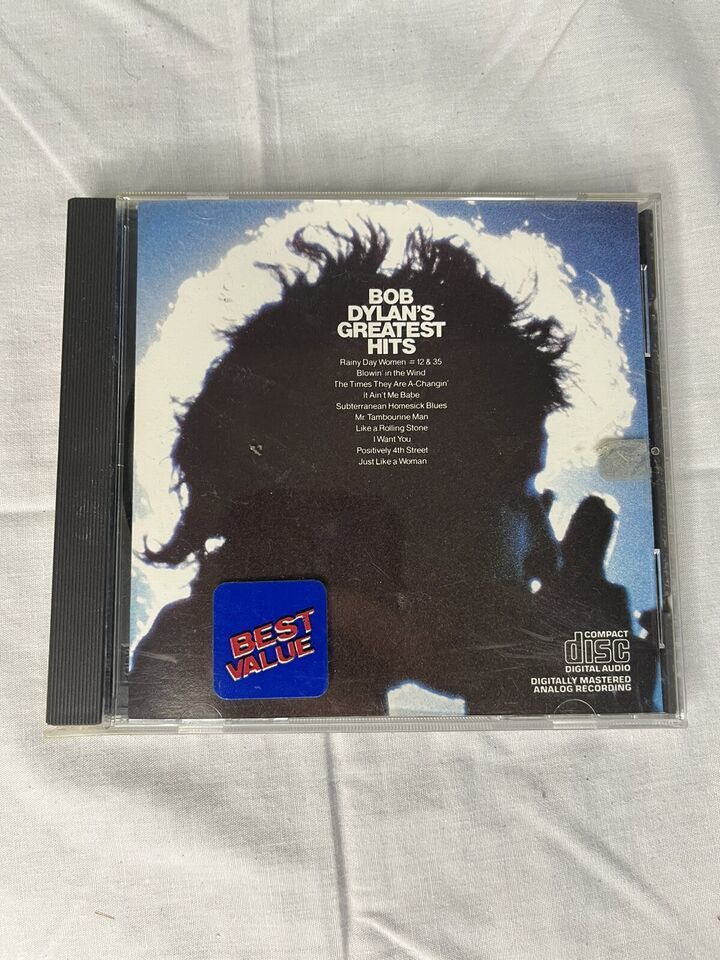 BOB
DYLAN'S
GREATEST
HITS
Rainy Day Women #12 & 35
Blowin' in the Wind
The Times They Are A-Changin'
it Ain't Me Babe
Subterranean Homesick Blues
Mr. Tambourine Man
Like a Rolling Stone
I Want You
Positively 4th Street
Just Like a Woman
BEST
VALUE
COMPACT
disc
DIGITAL AUDIO
DIGITALLY MASTERED
ANALOG RECORDING